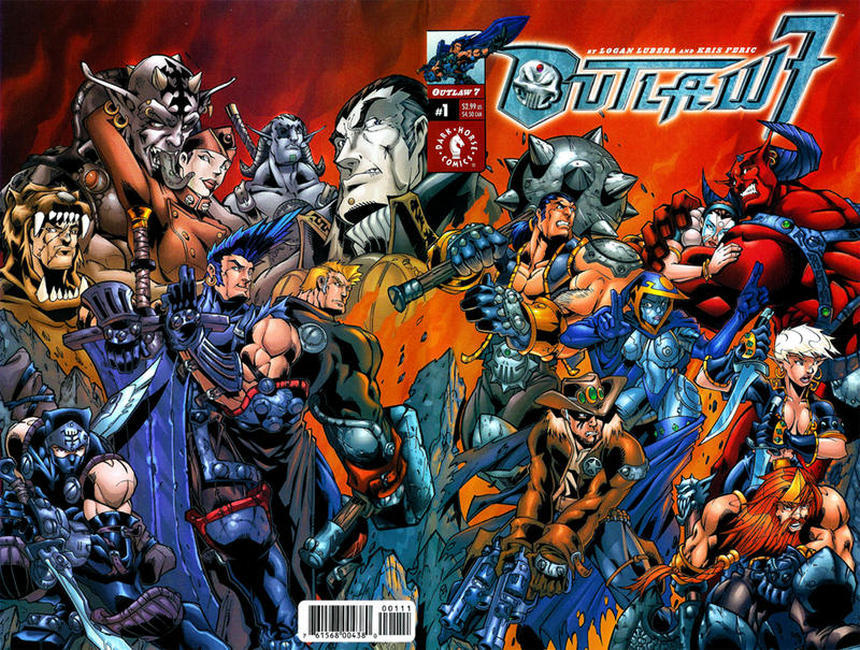 BY LOGAN LUBERA AND KRIS PERIC
OUTLAW 7
OUTLAW 7
#1
$2.99 US
$4.50 CAN
DARK HORSE COMICS
00111
7 61568 00438 0